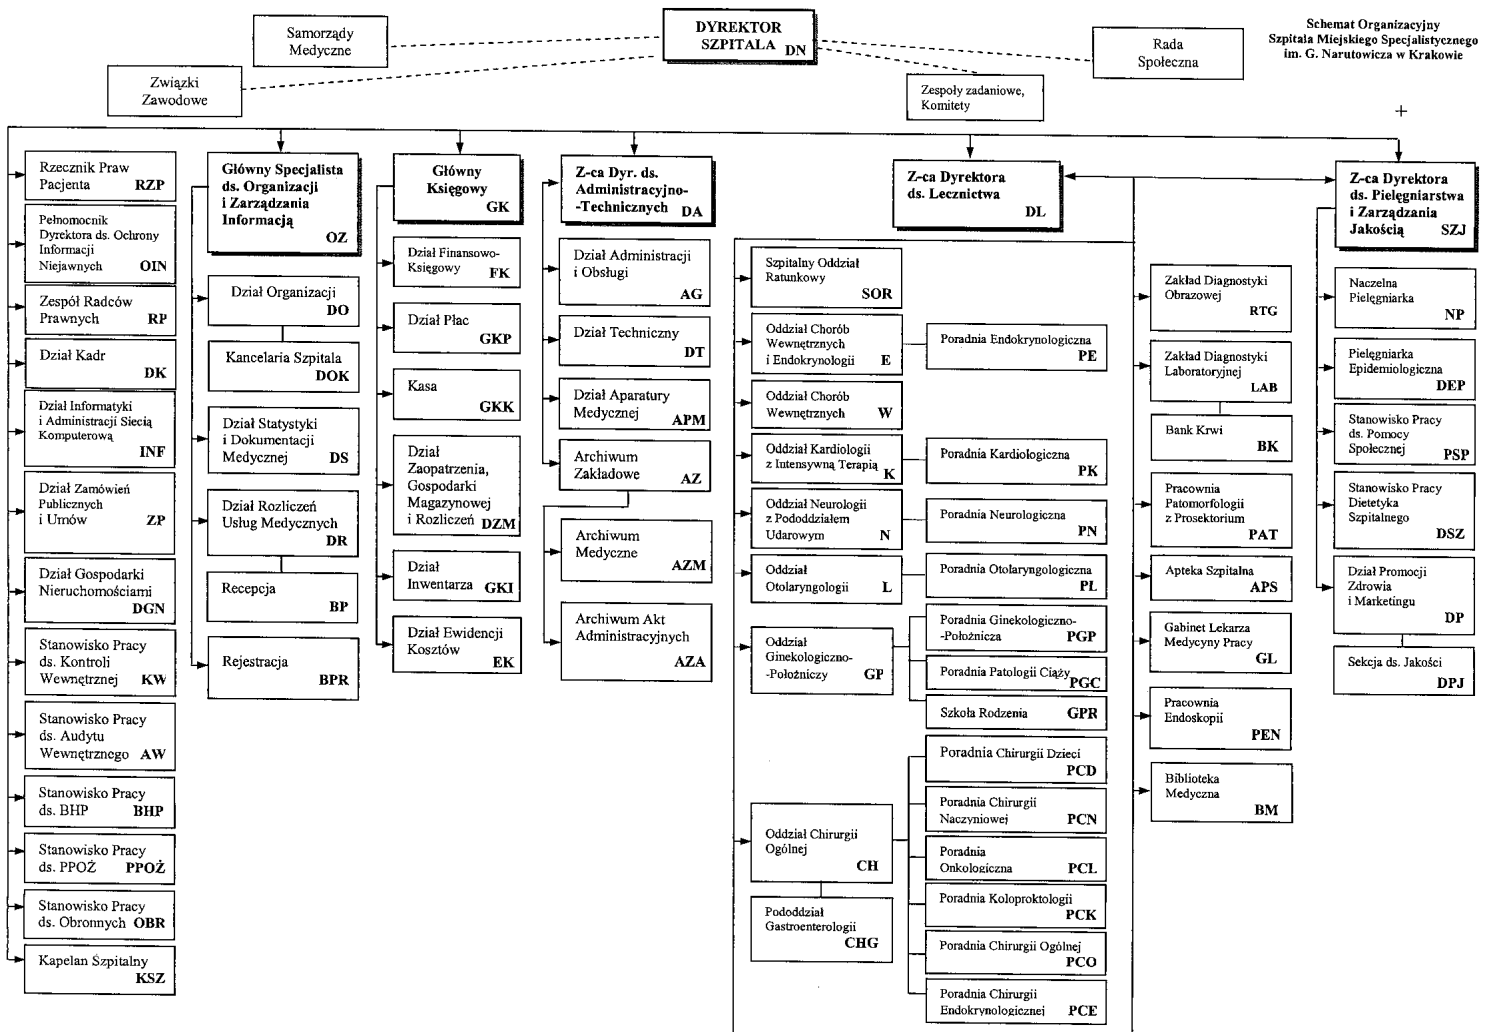 Schemat Organizacyjny
Szpitala Miejskiego Specjalistycznego
im. G. Narutowicza w Krakowie
DYREKTOR
SZPITALA DN
Samorządy
Medyczne
Związki
Zawodowe
Rada
Społeczna
Zespoły zadaniowe,
Komitety
Rzecznik Praw
Pacjenta RZP
Pełnomocnik
Dyrektora ds. Ochrony
Informacji
Niejawnych OIN
Zespół Radców
Prawnych RP
Dział Kadr
DK
Dział Informatyki
i Administracji Siecią
Komputerową
INF
Dział Zamówień
Publicznych
i Umów ZP
Dział Gospodarki
Nieruchomościami
DGN
Stanowisko Pracy
ds. Kontroli
Wewnętrznej KW
Stanowisko Pracy
ds. Audytu
Wewnętrznego AW
Stanowisko Pracy
ds. BHP BHP
Stanowisko Pracy
ds. PPOŻ PPOŻ
Stanowisko Pracy
ds. Obronnych OBR
Kapelan Szpitalny
KSZ
Główny Specjalista
ds. Organizacji
i Zarządzania
Informacją
OZ
Dział Organizacji
DO
Kancelaria Szpitala
DOK
Dział Statystyki
i Dokumentacji
Medycznej DS
Dział Rozliczeń
Usług Medycznych
DR
Recepcja
BP
Rejestracja
BPR
Główny
Księgowy
GK
Dział Finansowo-
Księgowy FK
Dział Płac
GKP
Kasa
GKK
Dział
Zaopatrzenia,
Gospodarki
Magazynowej
i Rozliczeń DZM
Dział
Inwentarza GKI
Dział Ewidencji
Kosztów EK
Z-ca Dyr. ds.
Administracyjno-
-Technicznych DA
Dział Administracji
i Obsługi
AG
Dział Techniczny
DT
Dział Aparatury
Medycznej APM
Archiwum
Zakładowe AZ
Archiwum
Medyczne
AZM
Archiwum Akt
Administracyjnych
AZA
Z-ca Dyrektora
ds. Lecznictwa
DL
Szpitalny Oddział
Ratunkowy
SOR
Oddział Chorób
Wewnętrznych
i Endokrynologii E
Poradnia Endokrynologiczna
PE
Oddział Chorób
Wewnętrznych W
Oddział Kardiologii
z Intensywną Terapią K
Poradnia Kardiologiczna
PK
Oddział Neurologii
z Pododdziałem
Udarowym N
Poradnia Neurologiczna
PN
Oddział
Otolaryngologii L
Poradnia Otolaryngologiczna
PL
Oddział
Ginekologiczno-
-Położniczy GP
Poradnia Ginekologiczno-
-Położnicza PGP
Poradnia Patologii Ciąży
PGC
Szkoła Rodzenia GPR
Oddział Chirurgii
Ogólnej
CH
Pododdział
Gastroenterologii
CHG
Poradnia Chirurgii Dzieci
PCD
Poradnia Chirurgii
Naczyniowej PCN
Poradnia
Onkologiczna PCL
Poradnia Koloproktologii
PCK
Poradnia Chirurgii Ogólnej
PCO
Poradnia Chirurgii
Endokrynologicznej PCE
Zakład Diagnostyki
Obrazowej
RTG
Zakład Diagnostyki
Laboratoryjnej
LAB
Bank Krwi
BK
Pracownia
Patomorfologii
z Prosektorium
PAT
Apteka Szpitalna
APS
Gabinet Lekarza
Medycyny Pracy
GL
Pracownia
Endoskopii
PEN
Biblioteka
Medyczna
BM
Z-ca Dyrektora
ds. Pielęgniarstwa
i Zarządzania
Jakością SZJ
Naczelna
Pielęgniarka
NP
Pielęgniarka
Epidemiologiczna
DEP
Stanowisko Pracy
ds. Pomocy
Społecznej PSP
Stanowisko Pracy
Dietetyka
Szpitalnego
DSZ
Dział Promocji
Zdrowia
i Marketingu
DP
Sekcja ds. Jakości
DPJ